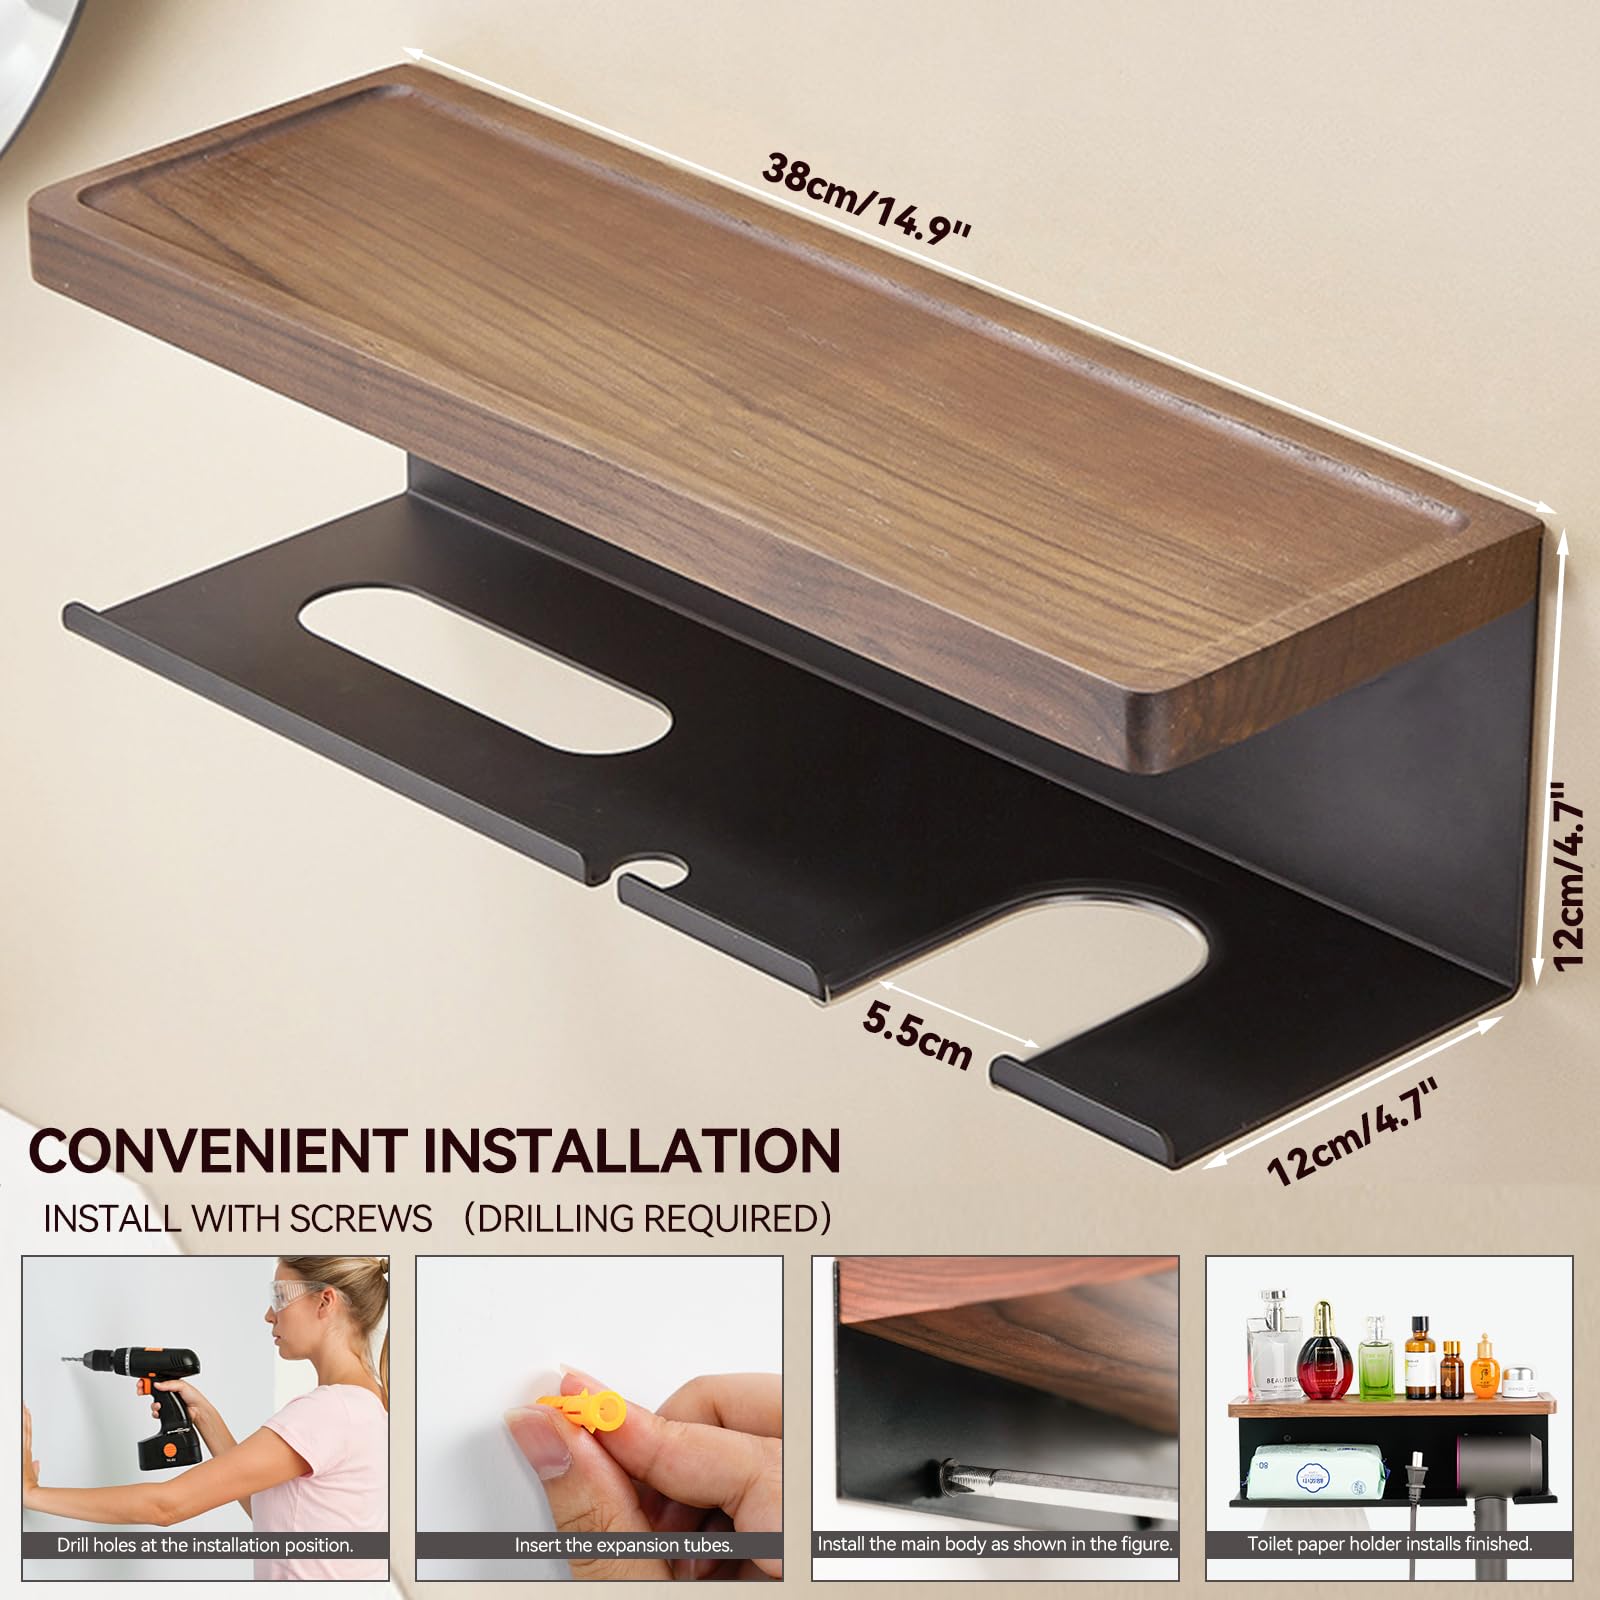 38cm/14.9"
12cm/4.7"
5.5cm
12cm/4.7"
CONVENIENT INSTALLATION
INSTALL WITH SCREWS （DRILLING REQUIRED）
Drill holes at the installation position.
Insert the expansion tubes.
Install the main body as shown in the figure.
BEAUTIFUL
80
Toilet paper holder installs finished.